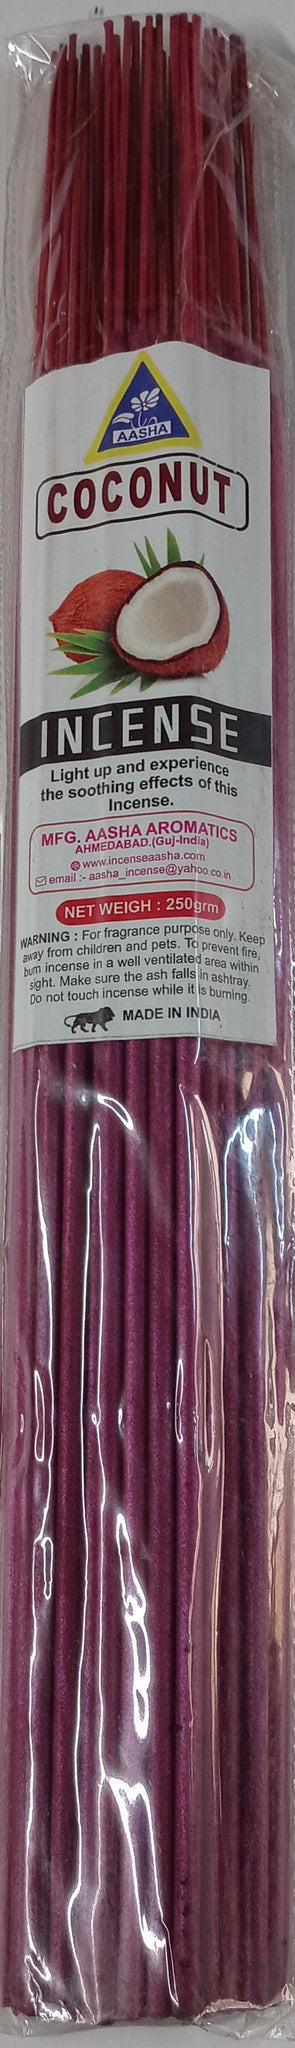 AASHA
COCONUT
INCENSE
Light up and experience
the soothing effects of this
Incense.
MFG. AASHA AROMATICS
AHMEDABAD.(Guj-India)
www.incenseaasha.com
email :- aasha_incense@yahoo.co.in
NET WEIGH : 250grm
WARNING : For fragrance purpose only. Keep
away from children and pets. To prevent fire,
burn incense in a well ventilated area within
sight. Make sure the ash falls in ashtray.
Do not touch incense while it is burning.
MADE IN INDIA